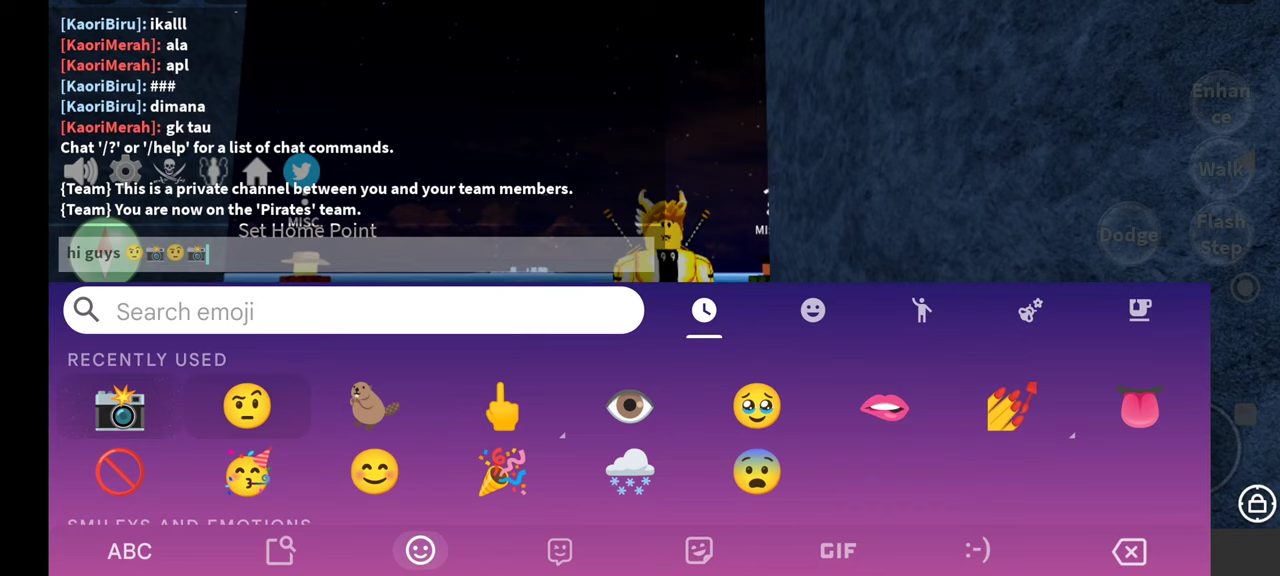 [KaoriBiru]: ikalll
[KaoriMerah]: ala
[KaoriMerah]: apl
[KaoriBiru]: ###
[KaoriBiru]: dimana
[KaoriMerah]: gk tau
Chat '/?' or '/help' for a list of chat commands.
{Team} This is a private channel between you and your team members.
{Team} You are now on the 'Pirates' team.
MISC.
Set Home Point
hi guys 🤨📸🤨📸
Enhan
ce
Walk
Flash
Step
Dodge
Search emoji
RECENTLY USED
SMILEYS AND EMOTIONS
ABC
GIF
:-)